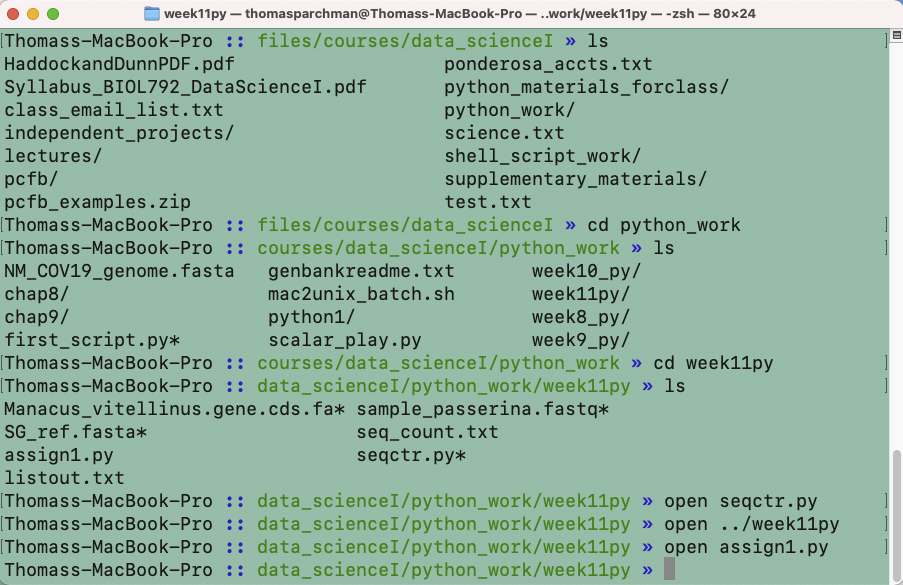 week11py — thomasparchman@Thomass-MacBook-Pro — ..work/week11py — -zsh — 80×24
[Thomass-MacBook-Pro :: files/courses/data_scienceI » ls ]
HaddockandDunnPDF.pdf ponderosa_accts.txt
Syllabus_BIOL792_DataScienceI.pdf python_materials_forclass/
class_email_list.txt python_work/
independent_projects/ science.txt
lectures/ shell_script_work/
pcfb/ supplementary_materials/
pcfb_examples.zip test.txt
[Thomass-MacBook-Pro :: files/courses/data_scienceI » cd python_work ]
[Thomass-MacBook-Pro :: courses/data_scienceI/python_work » ls ]
NM_COV19_genome.fasta genbankreadme.txt week10_py/
chap8/ mac2unix_batch.sh week11py/
chap9/ python1/ week8_py/
first_script.py* scalar_play.py week9_py/
[Thomass-MacBook-Pro :: courses/data_scienceI/python_work » cd week11py ]
[Thomass-MacBook-Pro :: data_scienceI/python_work/week11py » ls ]
Manacus_vitellinus.gene.cds.fa* sample_passerina.fastq*
SG_ref.fasta* seq_count.txt
assign1.py seqctr.py*
listout.txt
[Thomass-MacBook-Pro :: data_scienceI/python_work/week11py » open seqctr.py ]
[Thomass-MacBook-Pro :: data_scienceI/python_work/week11py » open ../week11py ]
[Thomass-MacBook-Pro :: data_scienceI/python_work/week11py » open assign1.py ]
Thomass-MacBook-Pro :: data_scienceI/python_work/week11py »